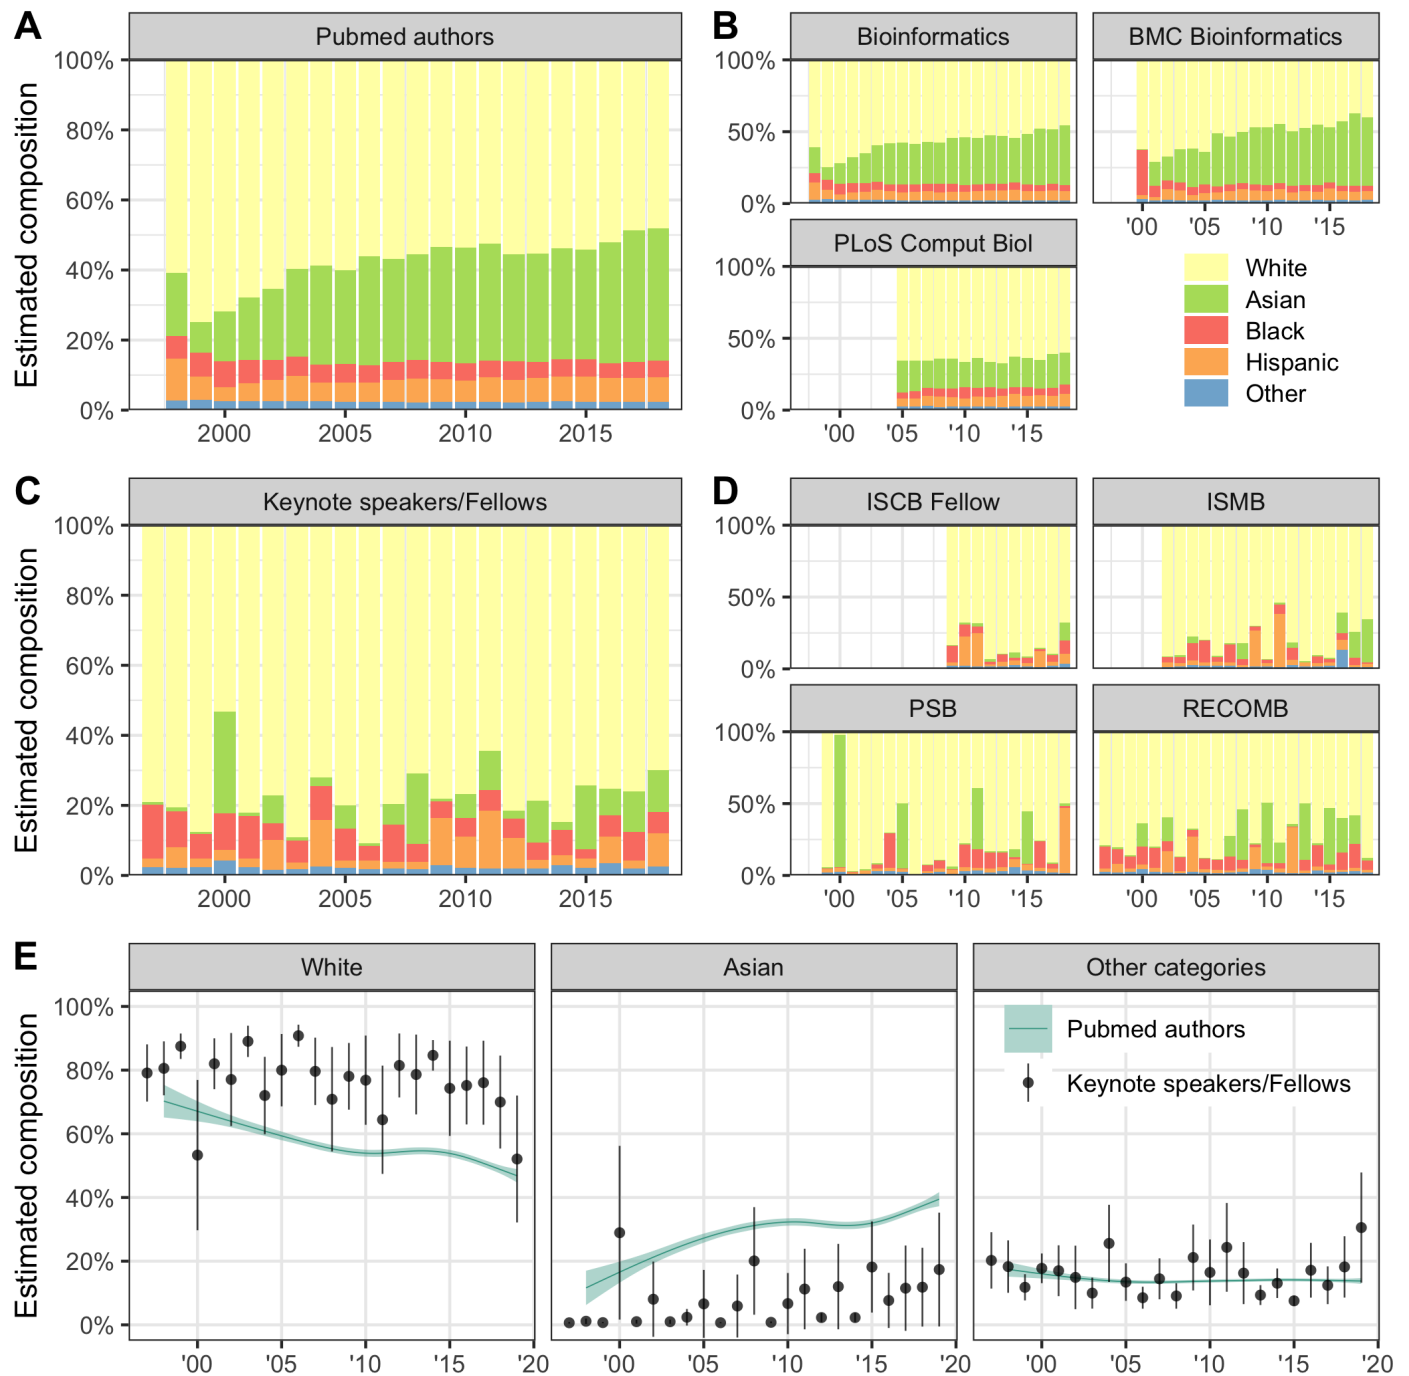 A
Pubmed authors
Estimated composition
100%
80%
60%
40%
20%
0%
2000 2005 2010 2015
B
Bioinformatics
BMC Bioinformatics
100%
50%
0%
'00 '05 '10 '15
PLoS Comput Biol
100%
50%
0%
'00 '05 '10 '15
White
Asian
Black
Hispanic
Other
C
Keynote speakers/Fellows
Estimated composition
100%
80%
60%
40%
20%
0%
2000 2005 2010 2015
D
ISCB Fellow
ISMB
100%
50%
0%
PSB
RECOMB
100%
50%
0%
'00 '05 '10 '15
'00 '05 '10 '15
E
White
Asian
Other categories
Estimated composition
100%
80%
60%
40%
20%
0%
Pubmed authors
Keynote speakers/Fellows
'00 '05 '10 '15 '20
'00 '05 '10 '15 '20
'00 '05 '10 '15 '20